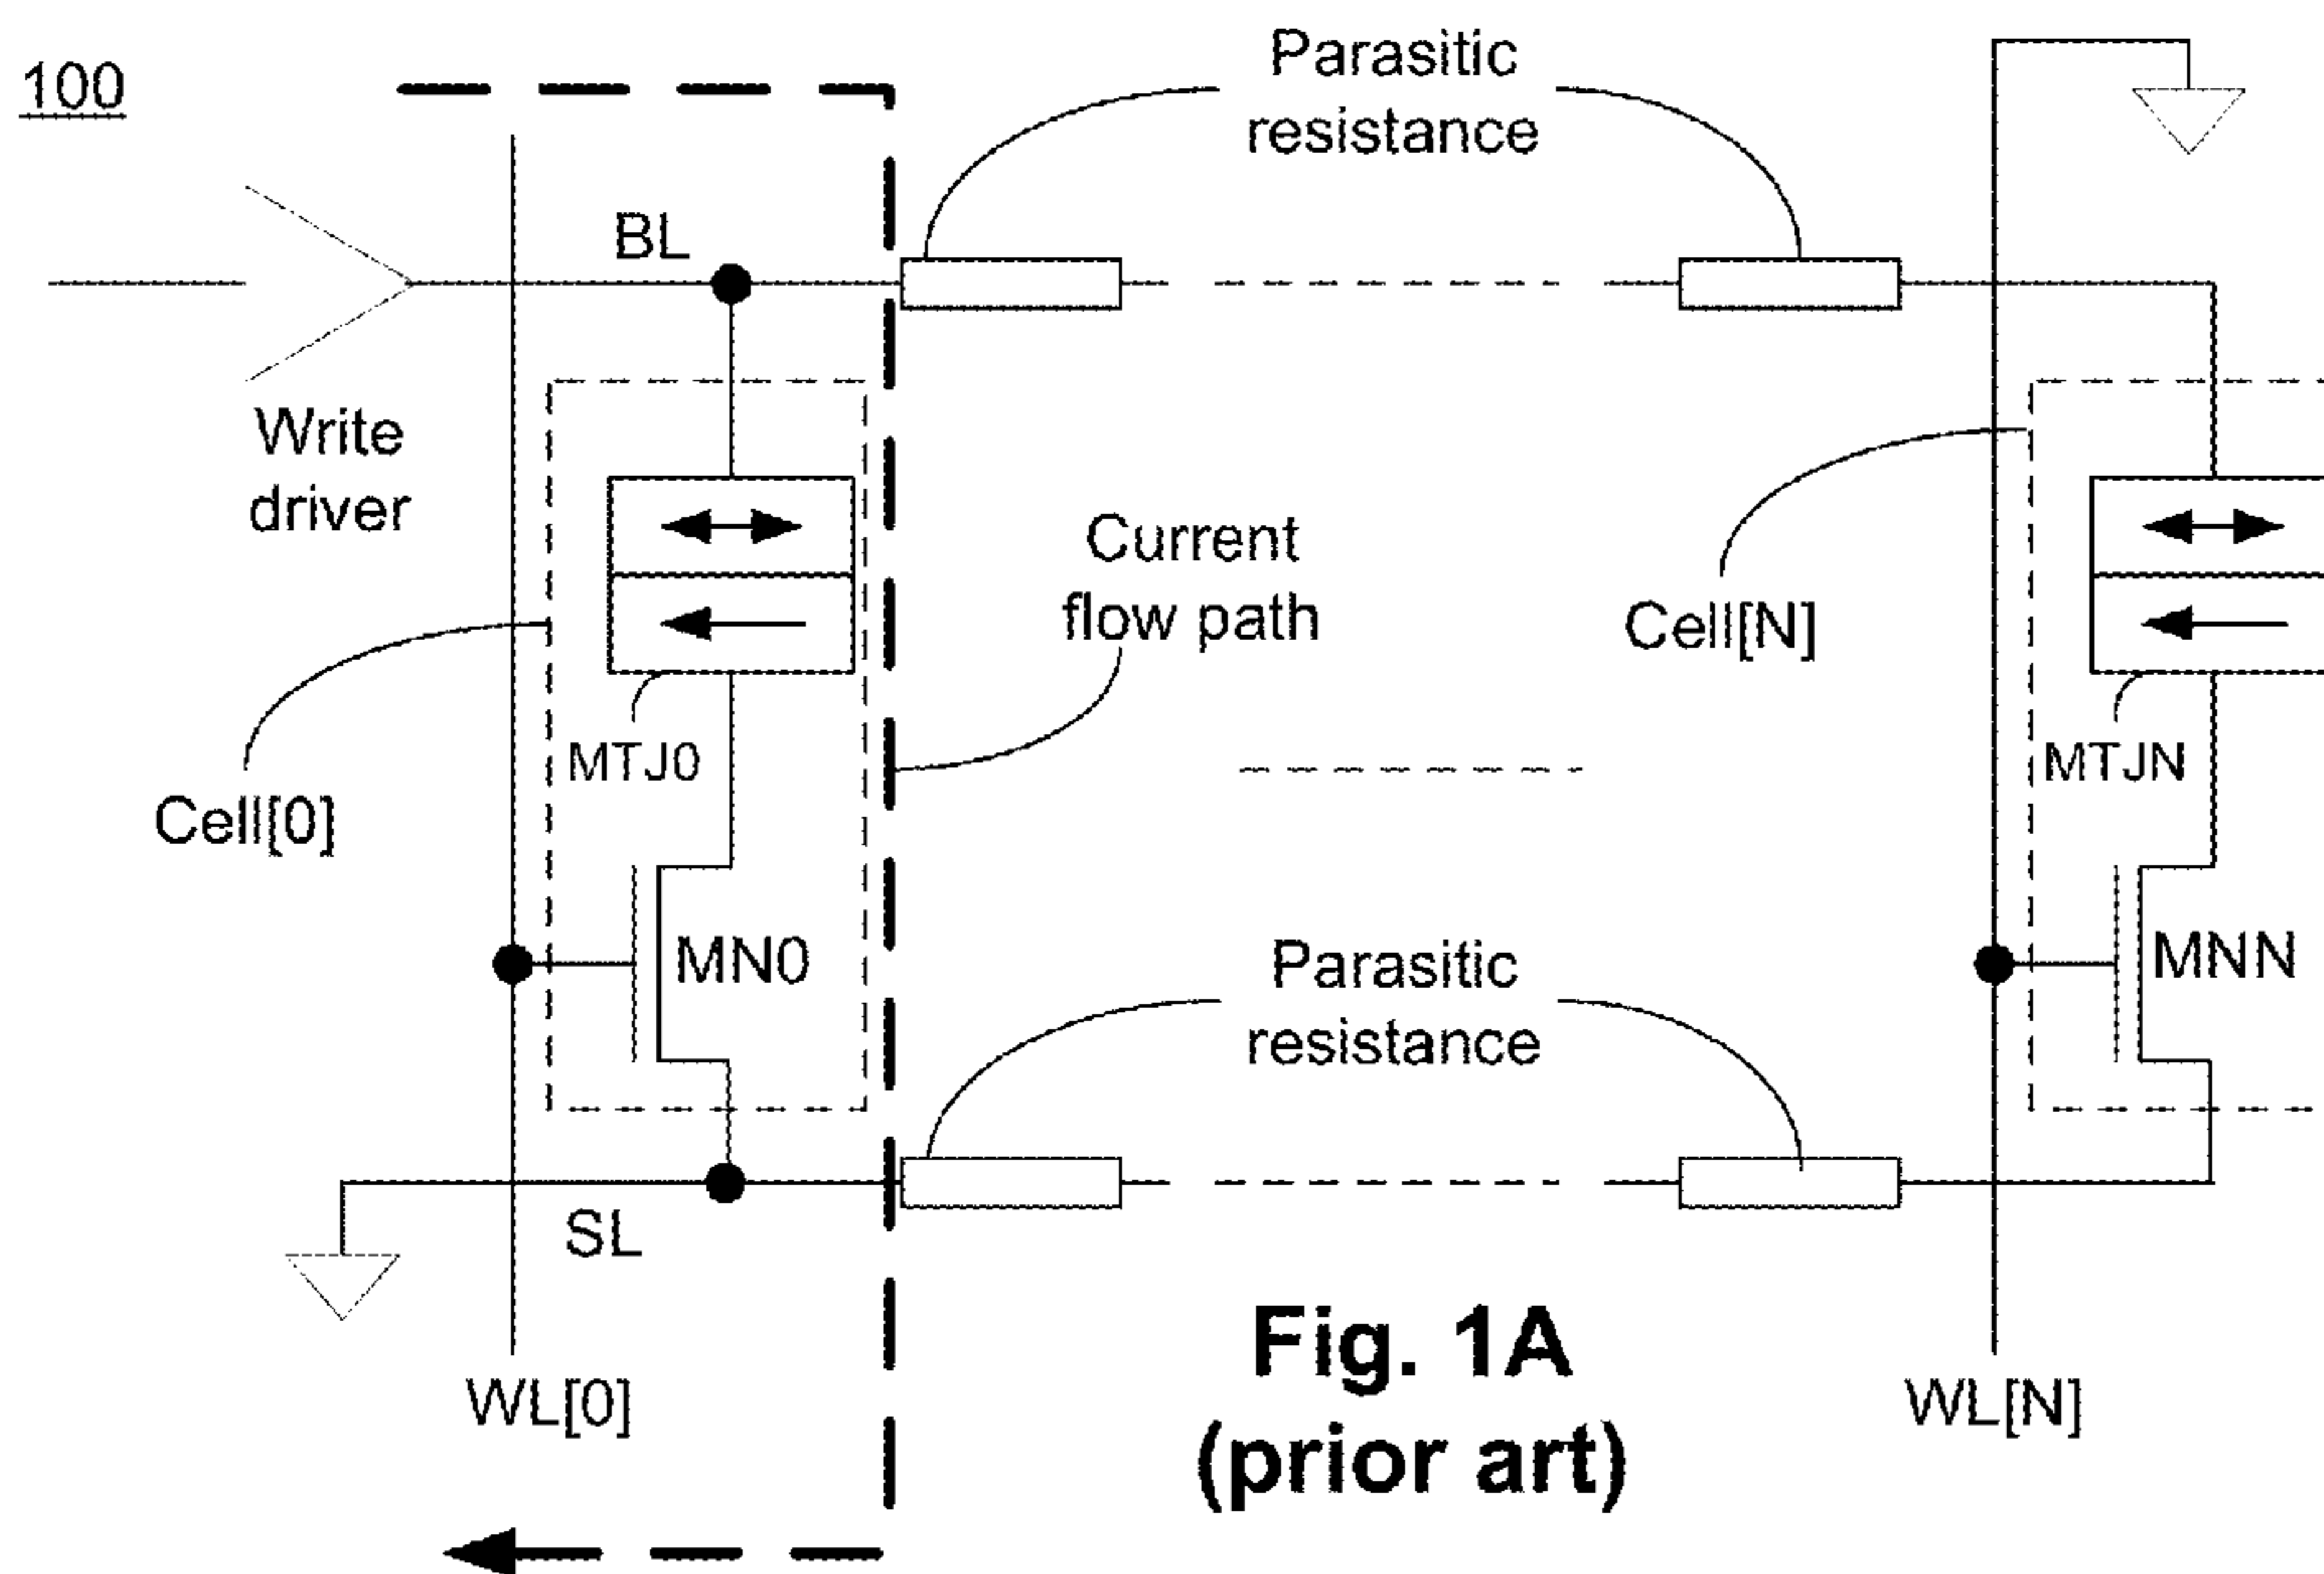 100
Parasitic
resistance
BL
Write
driver
Current
flow path
Cell[N]
MTJ0
MTJN
Cell[0]
MN0
Parasitic
resistance
MNN
SL
WL[0]
Fig. 1A
(prior art)
WL[N]